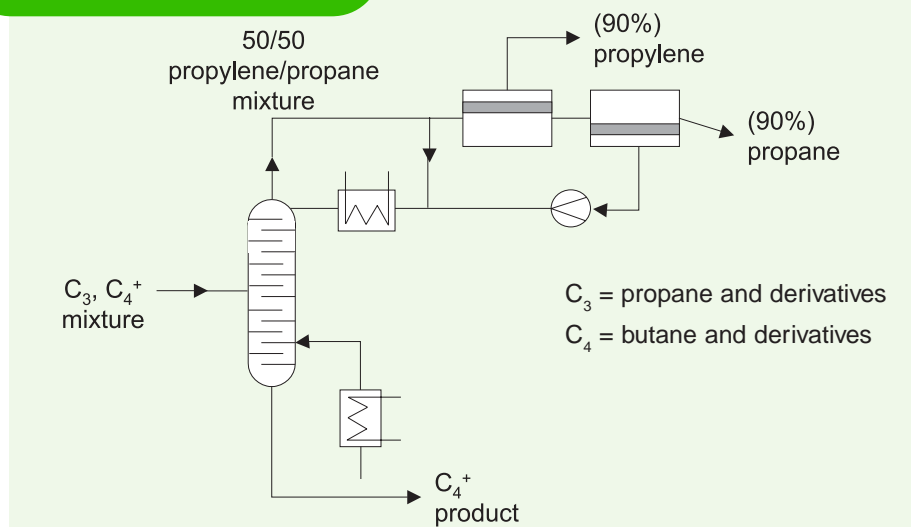 50/50
propylene/propane
mixture
(90%)
propylene
(90%)
propane
C₃, C₄⁺
mixture
C₃ = propane and derivatives
C₄ = butane and derivatives
C₄⁺
product